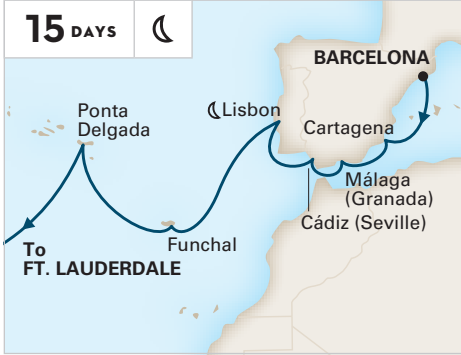 15 DAYS
BARCELONA
Ponta
Delgada
Lisbon
Cartagena
Málaga
(Granada)
Cádiz (Seville)
Funchal
To
FT. LAUDERDALE